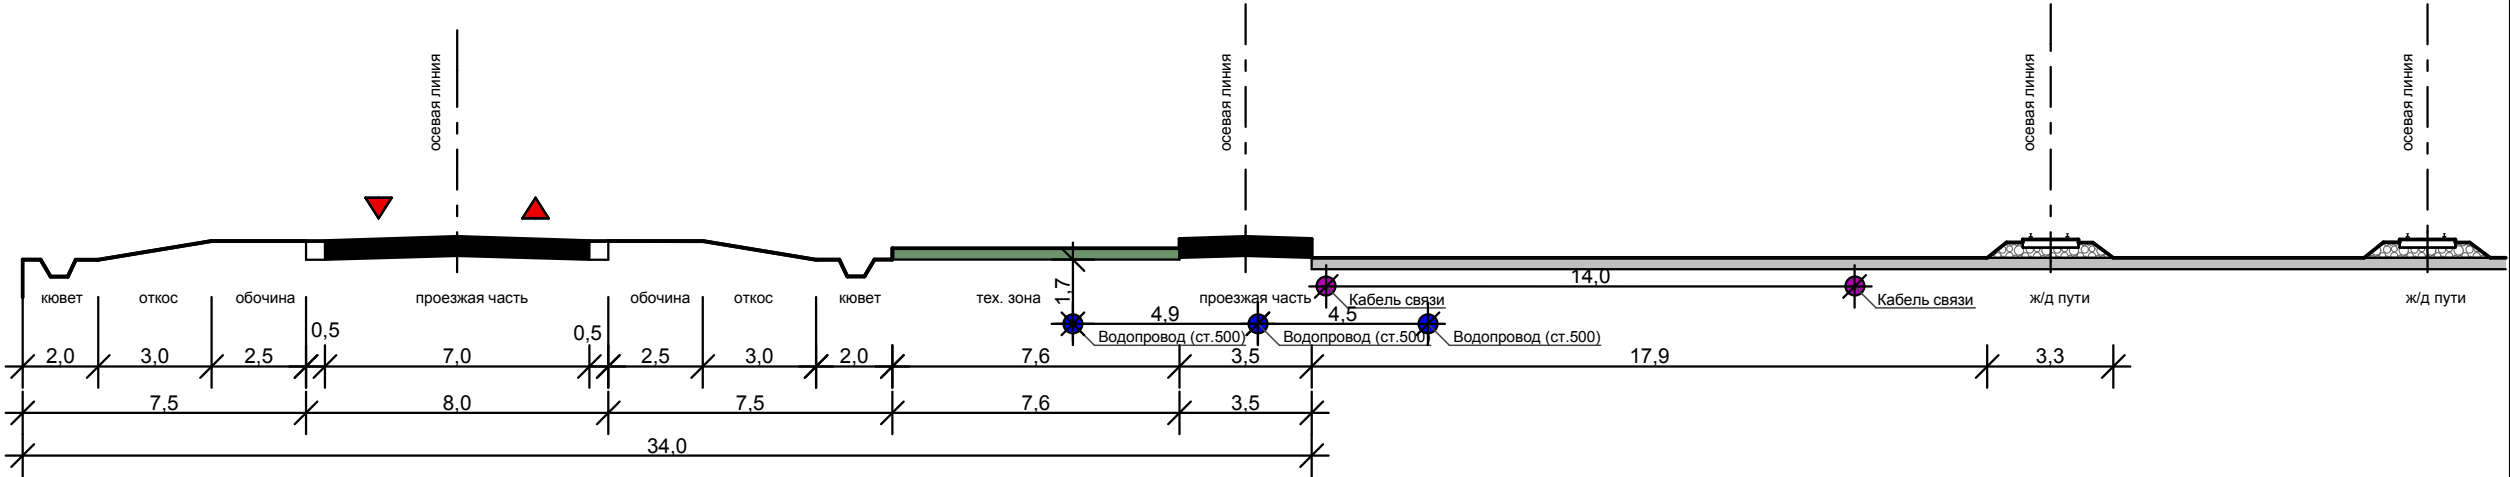 осевая линия
осевая линия
осевая линия
осевая линия
14,0
1,7
кювет откос обочина проезжая часть обочина откос кювет тех. зона проезжая часть Кабель связи Кабель связи ж/д пути ж/д пути
4,9 4,5
0,5 0,5
Водопровод (ст.500) Водопровод (ст.500) Водопровод (ст.500)
2,0 3,0 2,5 7,0 2,5 3,0 2,0 7,6 3,5 17,9 3,3
7,5 8,0 7,5 7,6 3,5
34,0